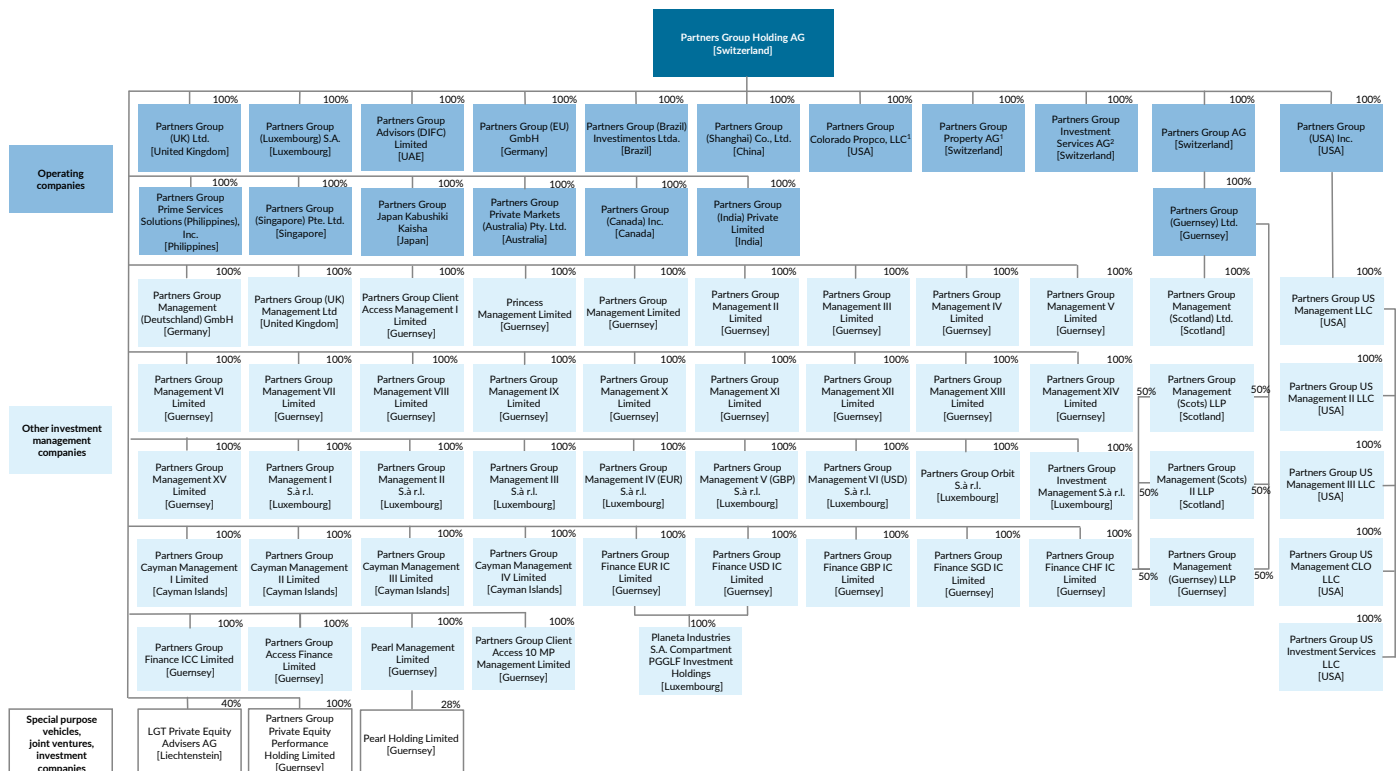 Partners Group Holding AG
[Switzerland]
100%
100%
100%
100%
100%
100%
100%
100%
100%
100%
100%
Partners Group
(UK) Ltd.
[United Kingdom]
Partners Group
(Luxembourg) S.A.
[Luxembourg]
Partners Group
Advisors (DIFC)
Limited
[UAE]
Partners Group (EU)
GmbH
[Germany]
Partners Group (Brazil)
Investimentos Ltda.
[Brazil]
Partners Group
(Shanghai) Co., Ltd.
[China]
Partners Group
Colorado Propco, LLC¹
[USA]
Partners Group
Property AG¹
[Switzerland]
Partners Group
Investment
Services AG²
[Switzerland]
Partners Group AG
[Switzerland]
Partners Group
(USA) Inc.
[USA]
Operating
companies
100%
100%
100%
100%
100%
100%
100%
Partners Group
Prime Services
Solutions (Philippines),
Inc.
[Philippines]
Partners Group
(Singapore) Pte. Ltd.
[Singapore]
Partners Group
Japan Kabushiki
Kaisha
[Japan]
Partners Group
Private Markets
(Australia) Pty. Ltd.
[Australia]
Partners Group
(Canada) Inc.
[Canada]
Partners Group
(India) Private
Limited
[India]
Partners Group
(Guernsey) Ltd.
[Guernsey]
100%
100%
100%
100%
100%
100%
100%
100%
100%
100%
100%
Partners Group
Management
(Deutschland) GmbH
[Germany]
Partners Group (UK)
Management Ltd
[United Kingdom]
Partners Group Client
Access Management I
Limited
[Guernsey]
Princess
Management Limited
[Guernsey]
Partners Group
Management Limited
[Guernsey]
Partners Group
Management II
Limited
[Guernsey]
Partners Group
Management III
Limited
[Guernsey]
Partners Group
Management IV
Limited
[Guernsey]
Partners Group
Management V
Limited
[Guernsey]
Partners Group
Management
(Scotland) Ltd.
[Scotland]
Partners Group US
Management LLC
[USA]
100%
100%
100%
100%
100%
100%
100%
100%
100%
100%
Partners Group
Management VI
Limited
[Guernsey]
Partners Group
Management VII
Limited
[Guernsey]
Partners Group
Management VIII
Limited
[Guernsey]
Partners Group
Management IX
Limited
[Guernsey]
Partners Group
Management X
Limited
[Guernsey]
Partners Group
Management XI
Limited
[Guernsey]
Partners Group
Management XII
Limited
[Guernsey]
Partners Group
Management XIII
Limited
[Guernsey]
Partners Group
Management XIV
Limited
[Guernsey]
50%
Partners Group
Management
(Scots) LLP
[Scotland]
50%
Partners Group US
Management II LLC
[USA]
Other investment
management
companies
100%
100%
100%
100%
100%
100%
100%
100%
100%
100%
Partners Group
Management XV
Limited
[Guernsey]
Partners Group
Management I
S.à r.l.
[Luxembourg]
Partners Group
Management II
S.à r.l.
[Luxembourg]
Partners Group
Management III
S.à r.l.
[Luxembourg]
Partners Group
Management IV (EUR)
S.à r.l.
[Luxembourg]
Partners Group
Management V (GBP)
S.à r.l.
[Luxembourg]
Partners Group
Management VI (USD)
S.à r.l.
[Luxembourg]
Partners Group Orbit
S.à r.l.
[Luxembourg]
Partners Group
Investment
Management S.à r.l.
[Luxembourg]
50%
Partners Group
Management (Scots)
II LLP
[Scotland]
50%
Partners Group US
Management III LLC
[USA]
100%
100%
100%
100%
100%
100%
100%
100%
100%
100%
Partners Group
Cayman Management
I Limited
[Cayman Islands]
Partners Group
Cayman Management
II Limited
[Cayman Islands]
Partners Group
Cayman Management
III Limited
[Cayman Islands]
Partners Group
Cayman Management
IV Limited
[Cayman Islands]
Partners Group
Finance EUR IC
Limited
[Guernsey]
Partners Group
Finance USD IC
Limited
[Guernsey]
Partners Group
Finance GBP IC
Limited
[Guernsey]
Partners Group
Finance SGD IC
Limited
[Guernsey]
Partners Group
Finance CHF IC
Limited
[Guernsey]
50%
Partners Group
Management
(Guernsey) LLP
[Guernsey]
50%
Partners Group US
Management CLO
LLC
[USA]
100%
100%
100%
100%
100%
100%
Partners Group
Finance ICC Limited
[Guernsey]
Partners Group
Access Finance
Limited
[Guernsey]
Pearl Management
Limited
[Guernsey]
Partners Group Client
Access 10 MP
Management Limited
[Guernsey]
Planeta Industries
S.A. Compartment
PGGLF Investment
Holdings
[Luxembourg]
Partners Group US
Investment Services
LLC
[USA]
40%
100%
28%
Special purpose
vehicles,
joint ventures,
investment
companies
LGT Private Equity
Advisers AG
[Liechtenstein]
Partners Group
Private Equity
Performance
Holding Limited
[Guernsey]
Pearl Holding Limited
[Guernsey]